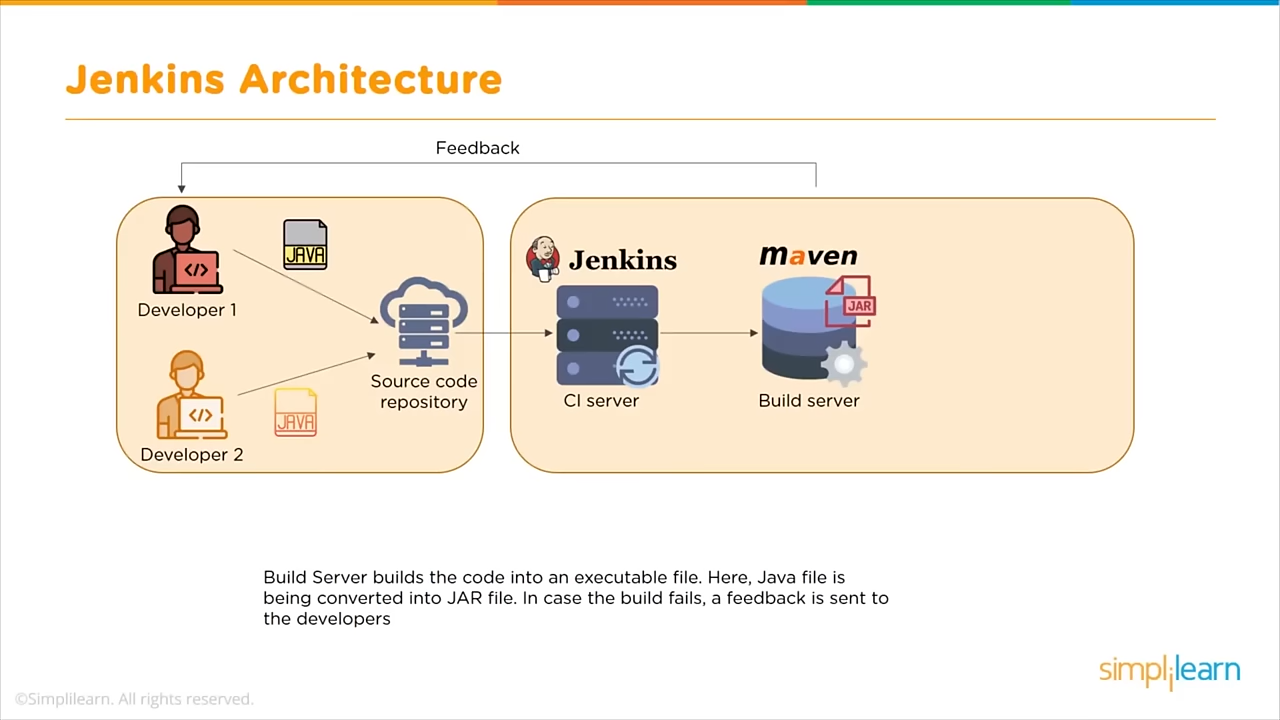 Jenkins Architecture
Feedback
Developer 1
JAVA
Developer 2
JAVA
Source code
repository
Jenkins
CI server
maven
JAR
Build server
Build Server builds the code into an executable file. Here, Java file is
being converted into JAR file. In case the build fails, a feedback is sent to
the developers
simplilearn
©Simplilearn. All rights reserved.